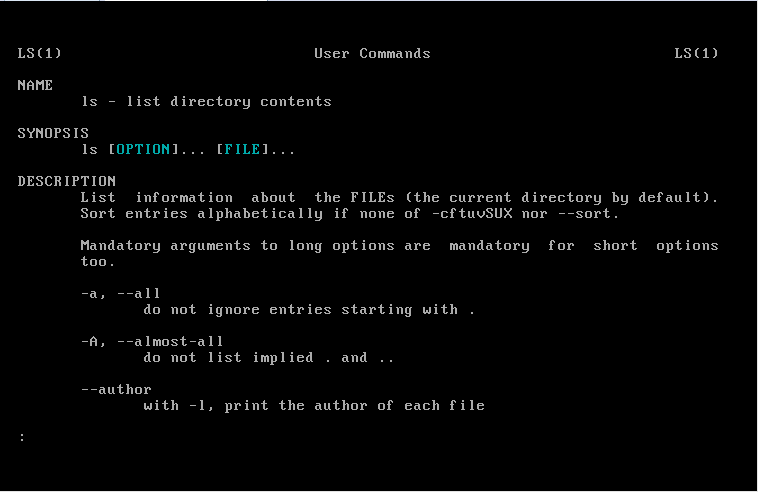 LS(1) User Commands LS(1)
NAME
ls - list directory contents
SYNOPSIS
ls [OPTION]... [FILE]...
DESCRIPTION
List information about the FILEs (the current directory by default).
Sort entries alphabetically if none of -cftuvSUX nor --sort.
Mandatory arguments to long options are mandatory for short options
too.
-a, --all
do not ignore entries starting with .
-A, --almost-all
do not list implied . and ..
--author
with -l, print the author of each file
: